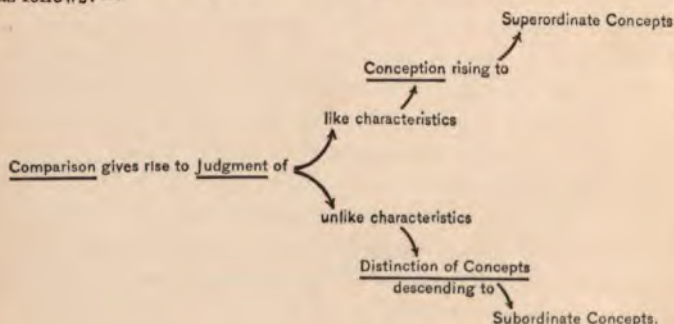 follows:
Superordinate Concepts
Conception rising to
like characteristics
Comparison gives rise to Judgment of
unlike characteristics
Distinction of Concepts
descending to
Subordinate Concepts.